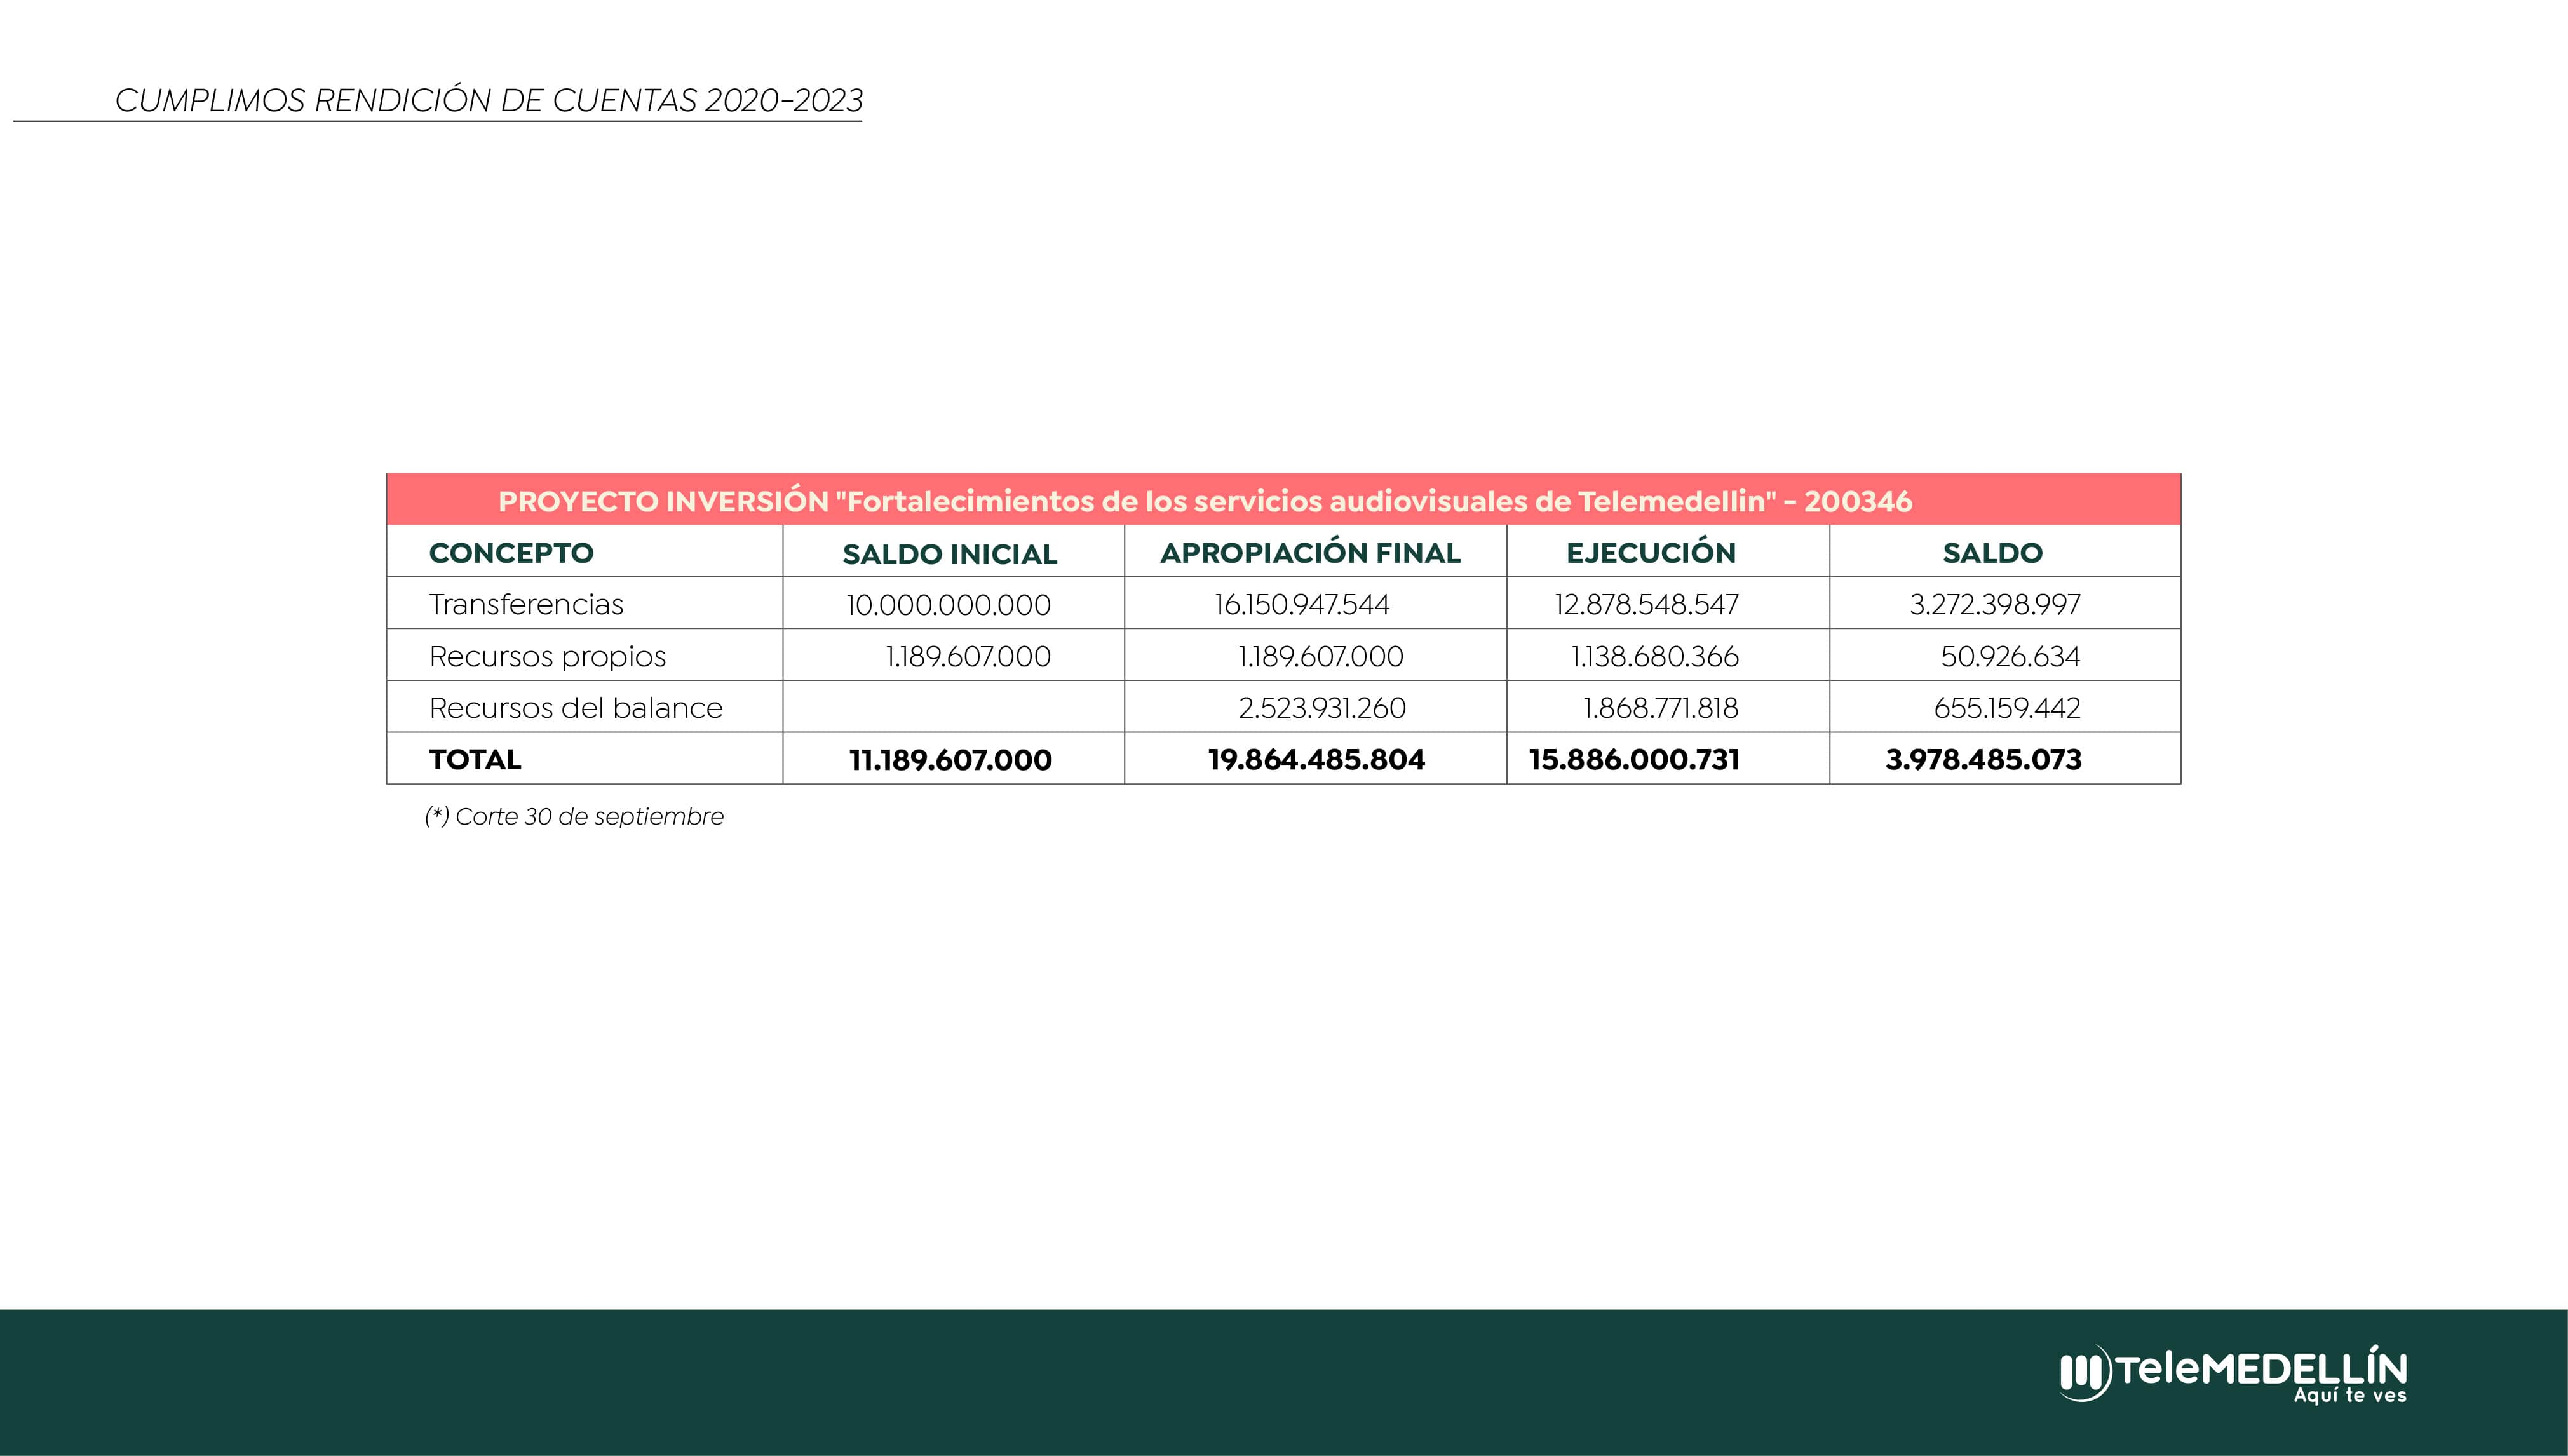 CUMPLIMOS RENDICIÓN DE CUENTAS 2020-2023
PROYECTO INVERSIÓN "Fortalecimientos de los servicios audiovisuales de Telemedellin" - 200346
CONCEPTO SALDO INICIAL APROPIACIÓN FINAL EJECUCIÓN SALDO
Transferencias 10.000.000.000 16.150.947.544 12.878.548.547 3.272.398.997
Recursos propios 1.189.607.000 1.189.607.000 1.138.680.366 50.926.634
Recursos del balance 2.523.931.260 1.868.771.818 655.159.442
TOTAL 11.189.607.000 19.864.485.804 15.886.000.731 3.978.485.073
(*) Corte 30 de septiembre
TeleMEDELLÍN
Aquí te ves